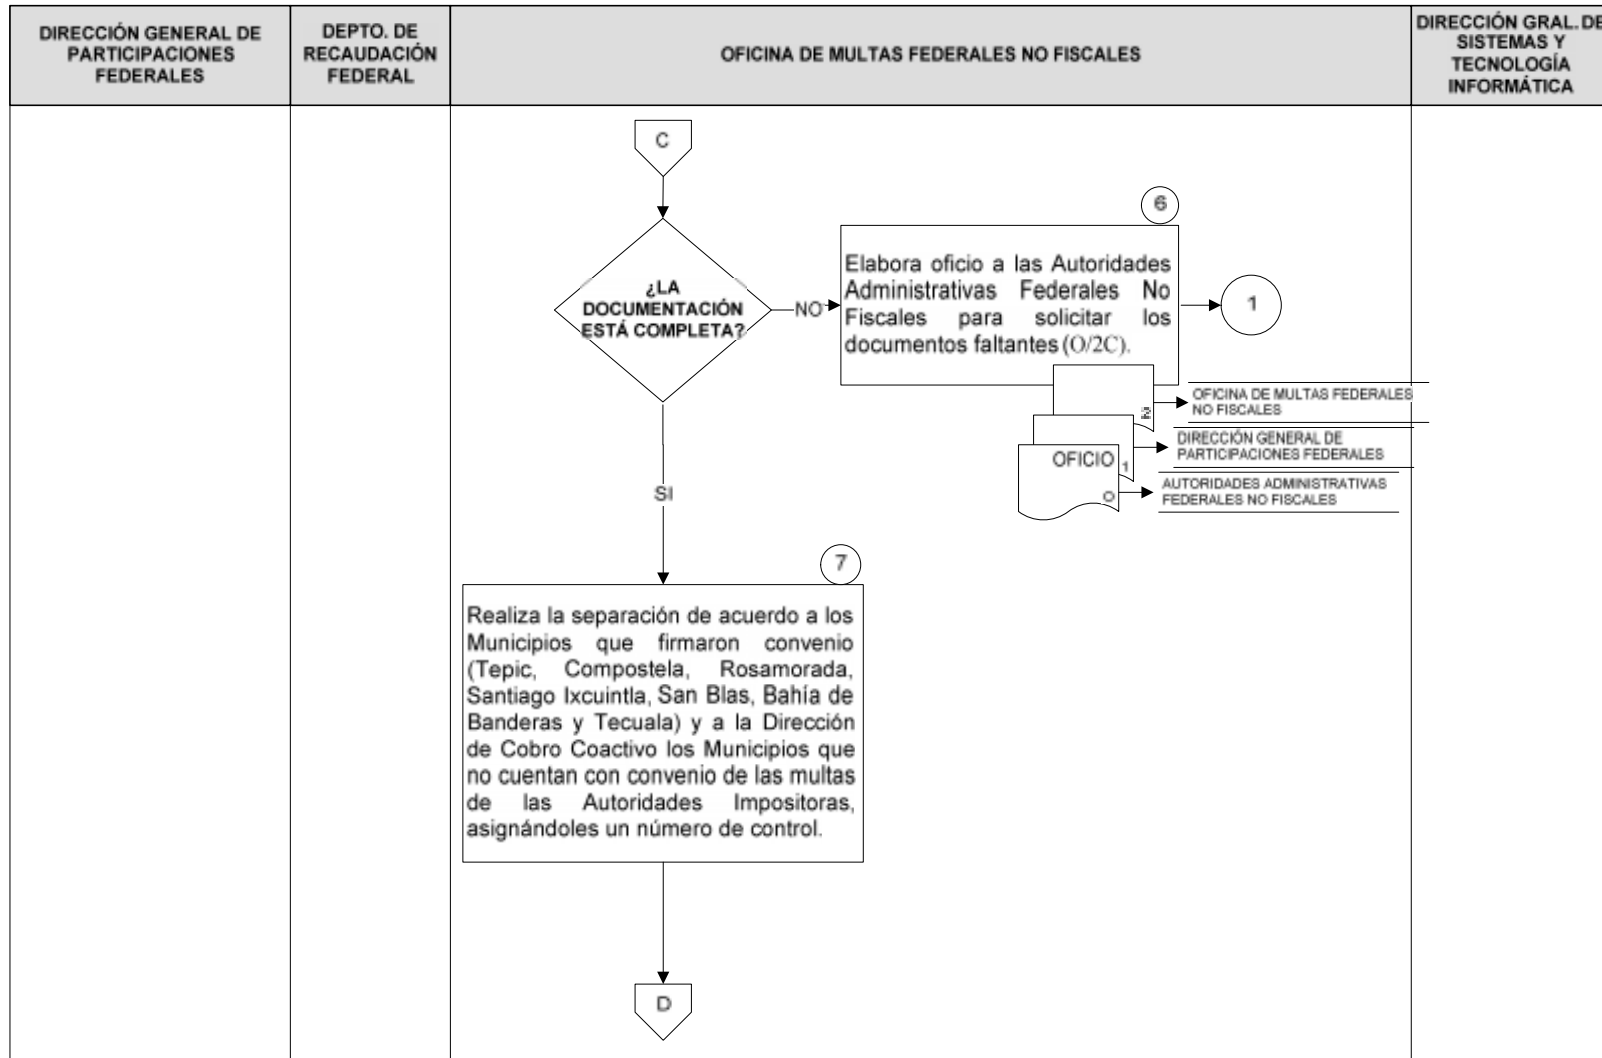 DIRECCIÓN GENERAL DE
PARTICIPACIONES
FEDERALES
DEPTO. DE
RECAUDACIÓN
FEDERAL
OFICINA DE MULTAS FEDERALES NO FISCALES
DIRECCIÓN GRAL. DE
SISTEMAS Y
TECNOLOGÍA
INFORMÁTICA
C
6
¿LA
DOCUMENTACIÓN
ESTÁ COMPLETA?
NO
Elabora oficio a las Autoridades
Administrativas Federales No
Fiscales para solicitar los
documentos faltantes (O/2C).
1
OFICINA DE MULTAS FEDERALES
NO FISCALES
DIRECCIÓN GENERAL DE
PARTICIPACIONES FEDERALES
1
OFICIO
O
AUTORIDADES ADMINISTRATIVAS
FEDERALES NO FISCALES
SI
7
Realiza la separación de acuerdo a los
Municipios que firmaron convenio
(Tepic, Compostela, Rosamorada,
Santiago Ixcuintla, San Blas, Bahía de
Banderas y Tecuala) y a la Dirección
de Cobro Coactivo los Municipios que
no cuentan con convenio de las multas
de las Autoridades Impositoras,
asignándoles un número de control.
D